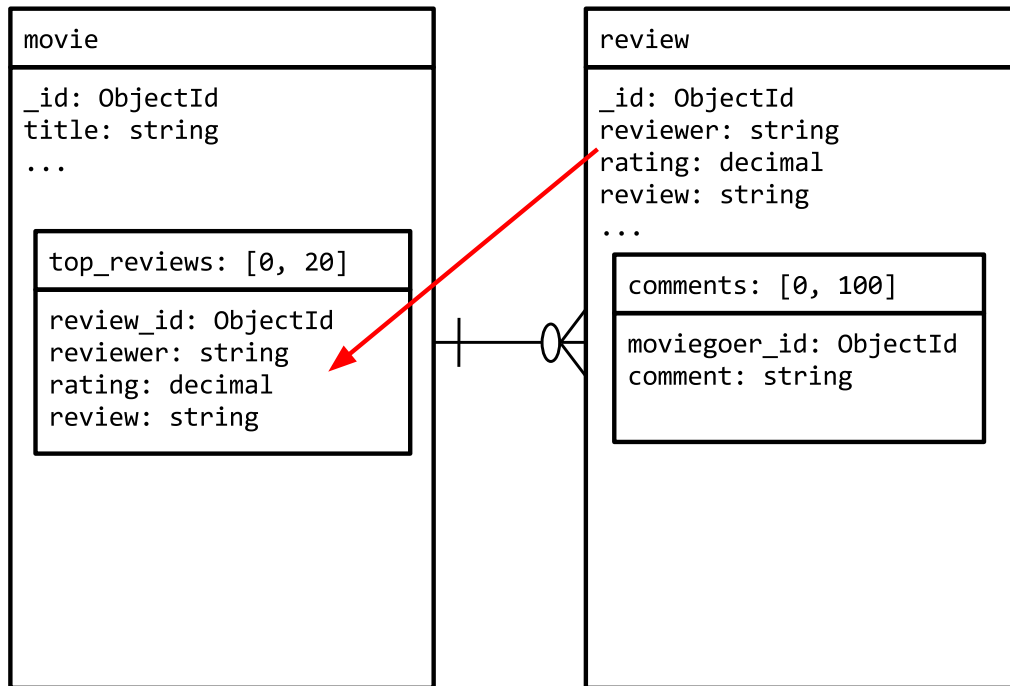 movie
_id: ObjectId
title: string
...
top_reviews: [0, 20]
review_id: ObjectId
reviewer: string
rating: decimal
review: string
review
_id: ObjectId
reviewer: string
rating: decimal
review: string
...
comments: [0, 100]
moviegoer_id: ObjectId
comment: string